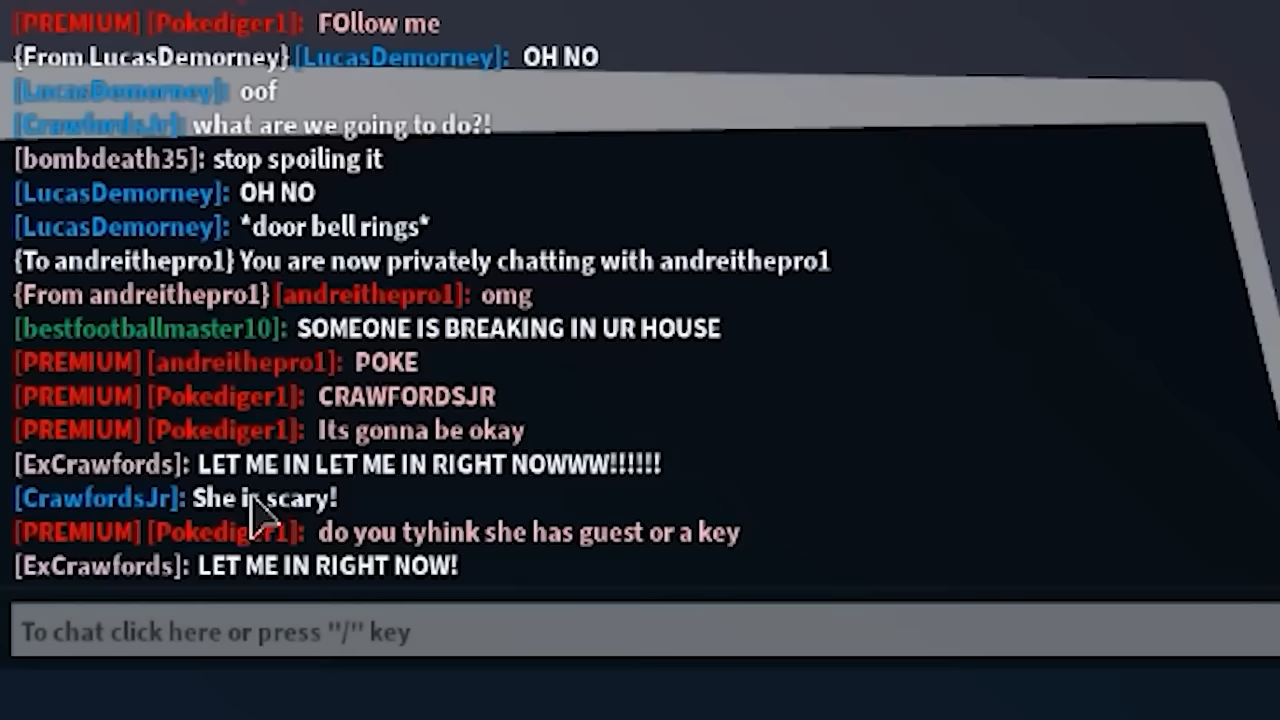 [PREMIUM] [Pokediger1]: FOllow me
{From LucasDemorney} [LucasDemorney]: OH NO
[LucasDemorney]: oof
[CrawfordsJr]: what are we going to do?!
[bombdeath35]: stop spoiling it
[LucasDemorney]: OH NO
[LucasDemorney]: *door bell rings*
{To andreithepro1} You are now privately chatting with andreithepro1
{From andreithepro1} [andreithepro1]: omg
[bestfootballmaster10]: SOMEONE IS BREAKING IN UR HOUSE
[PREMIUM] [andreithepro1]: POKE
[PREMIUM] [Pokediger1]: CRAWFORDSJR
[PREMIUM] [Pokediger1]: Its gonna be okay
[ExCrawfords]: LET ME IN LET ME IN RIGHT NOWWW!!!!!!
[CrawfordsJr]: She is scary!
[PREMIUM] [Pokediger1]: do you tyhink she has guest or a key
[ExCrawfords]: LET ME IN RIGHT NOW!
To chat click here or press "/" key